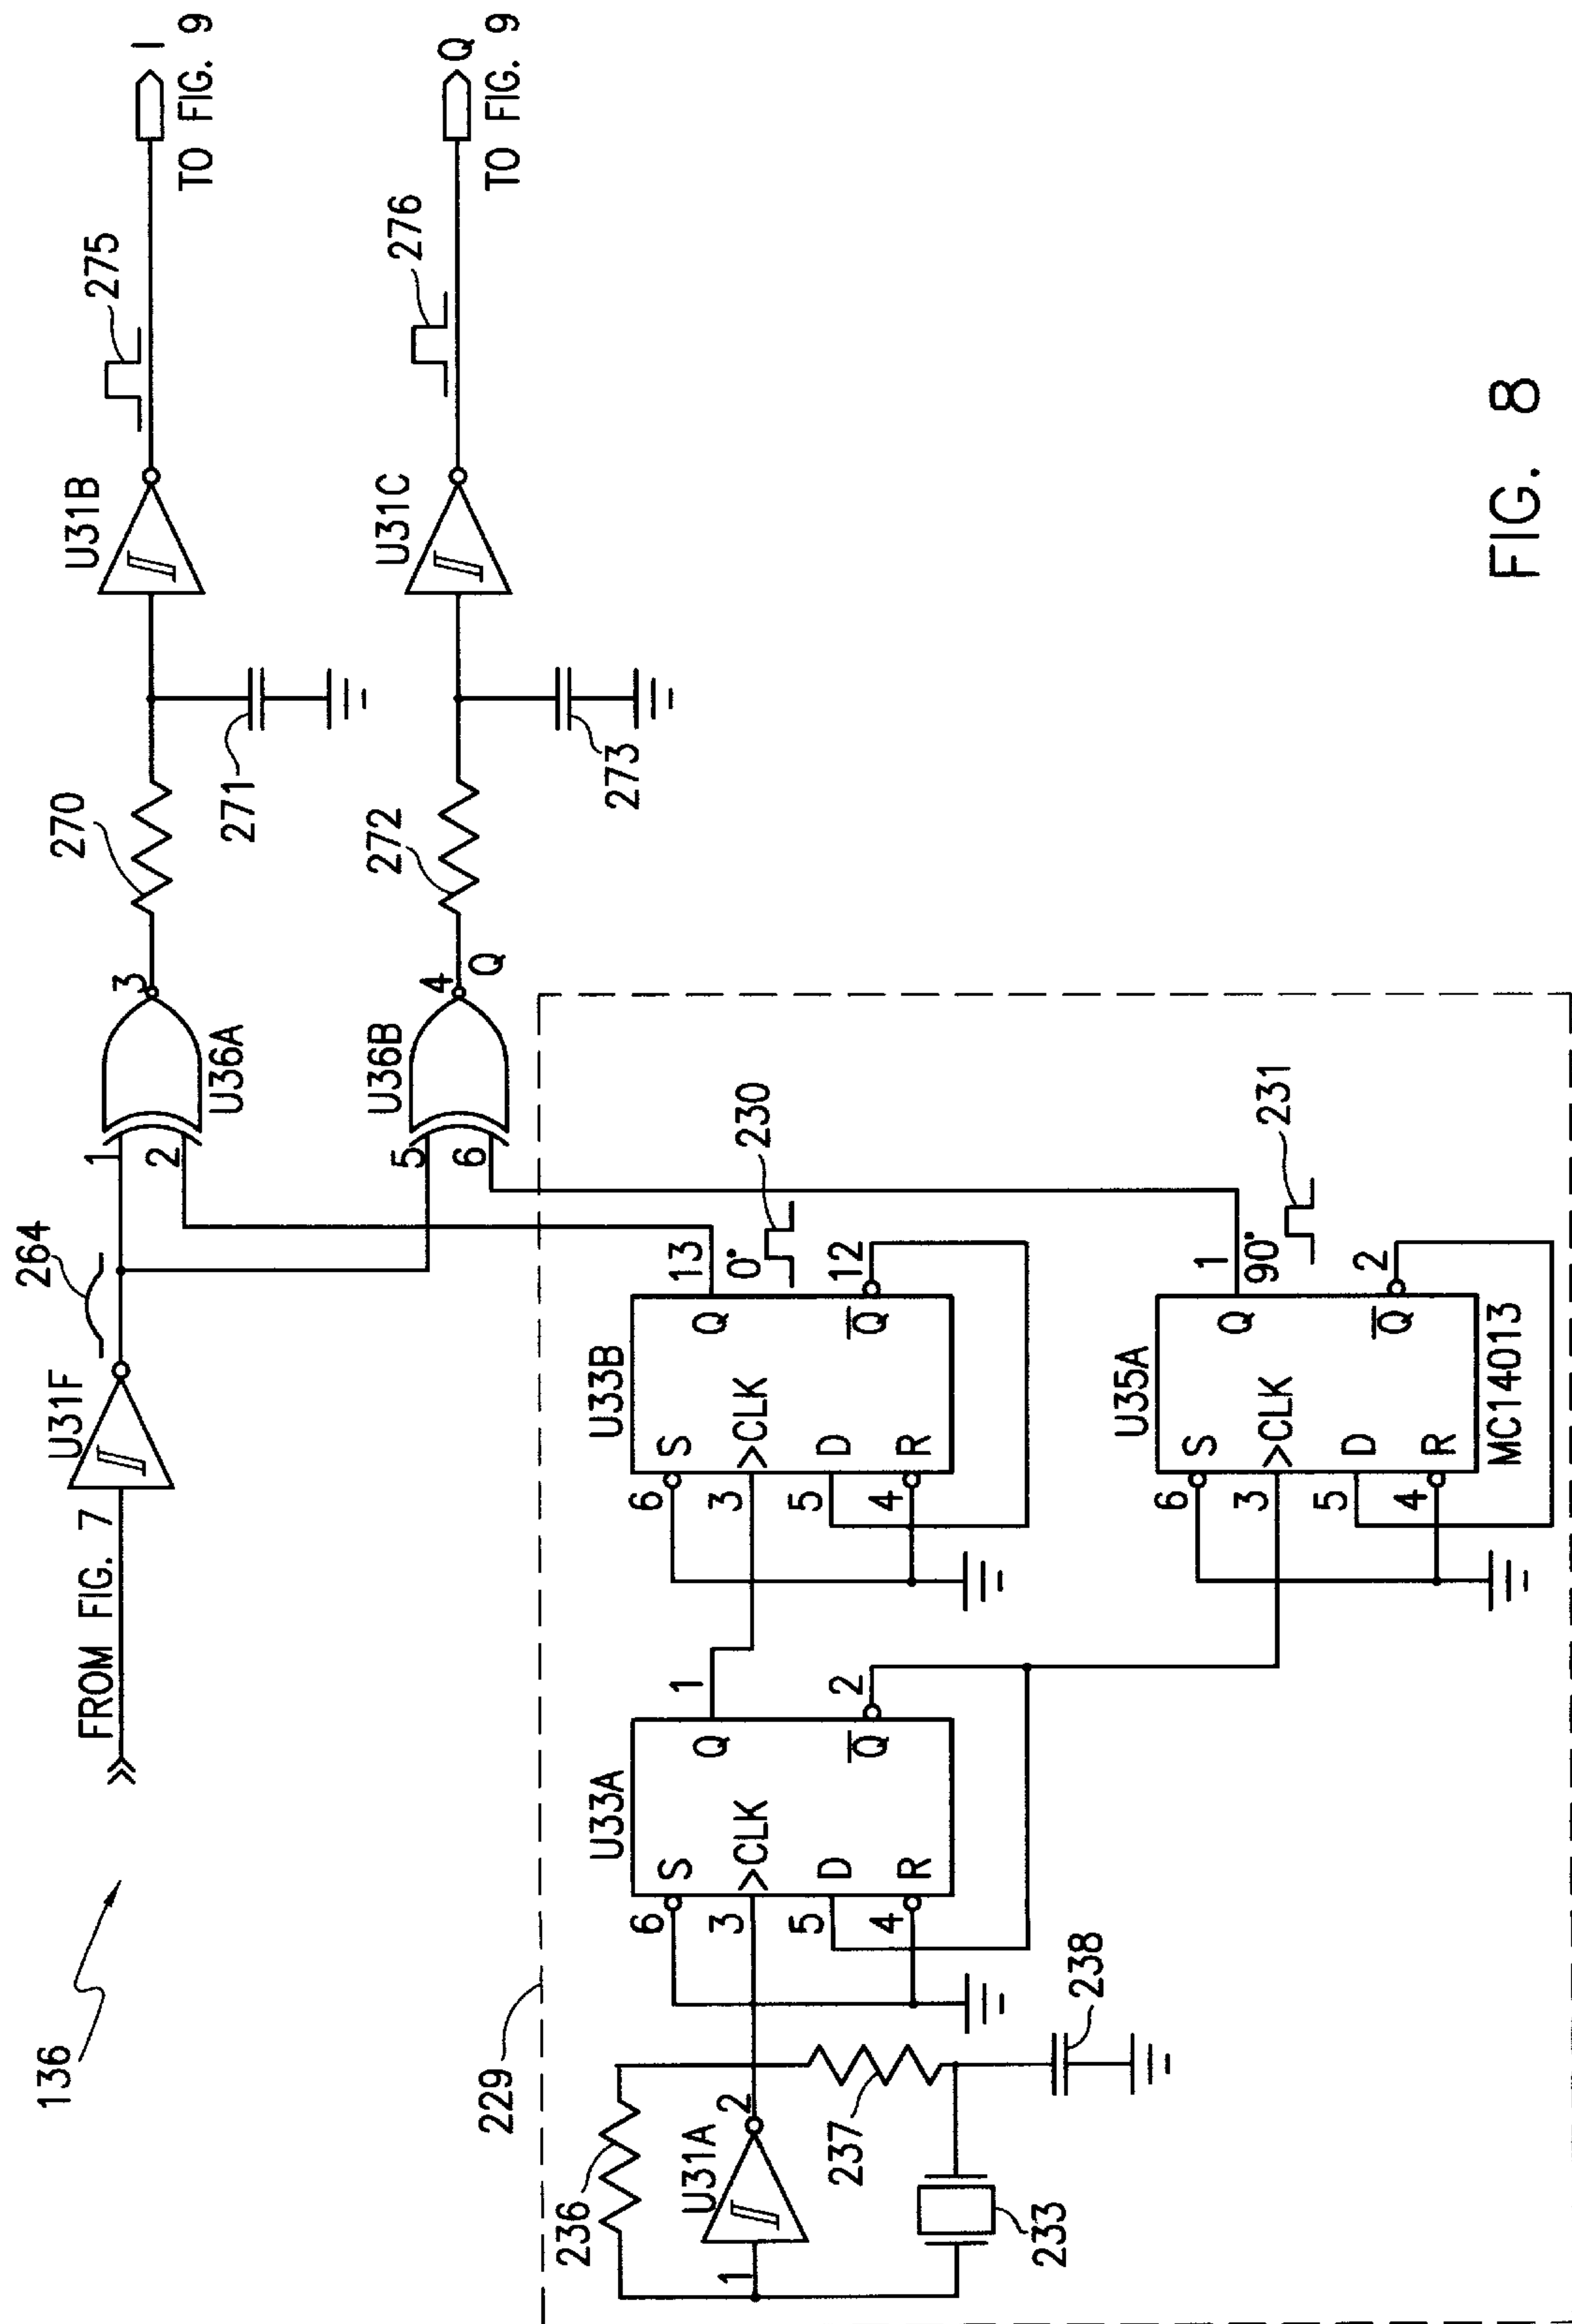 136
FROM FIG. 7
U31F
264
1
2
3
U36A
270
271
U31B
275
I
TO FIG. 9
5
6
4
Q
U36B
272
273
U31C
276
Q
TO FIG. 9
229
236
1
U31A
2
237
233
238
U33A
6
S
3
>CLK
5
D
4
R
Q
1
Q̅
2
U33B
6
S
3
>CLK
5
D
4
R
Q
13
0°
230
Q̅
12
U35A
6
S
3
>CLK
5
D
4
R
Q
1
90°
231
Q̅
2
MC14013
FIG. 8